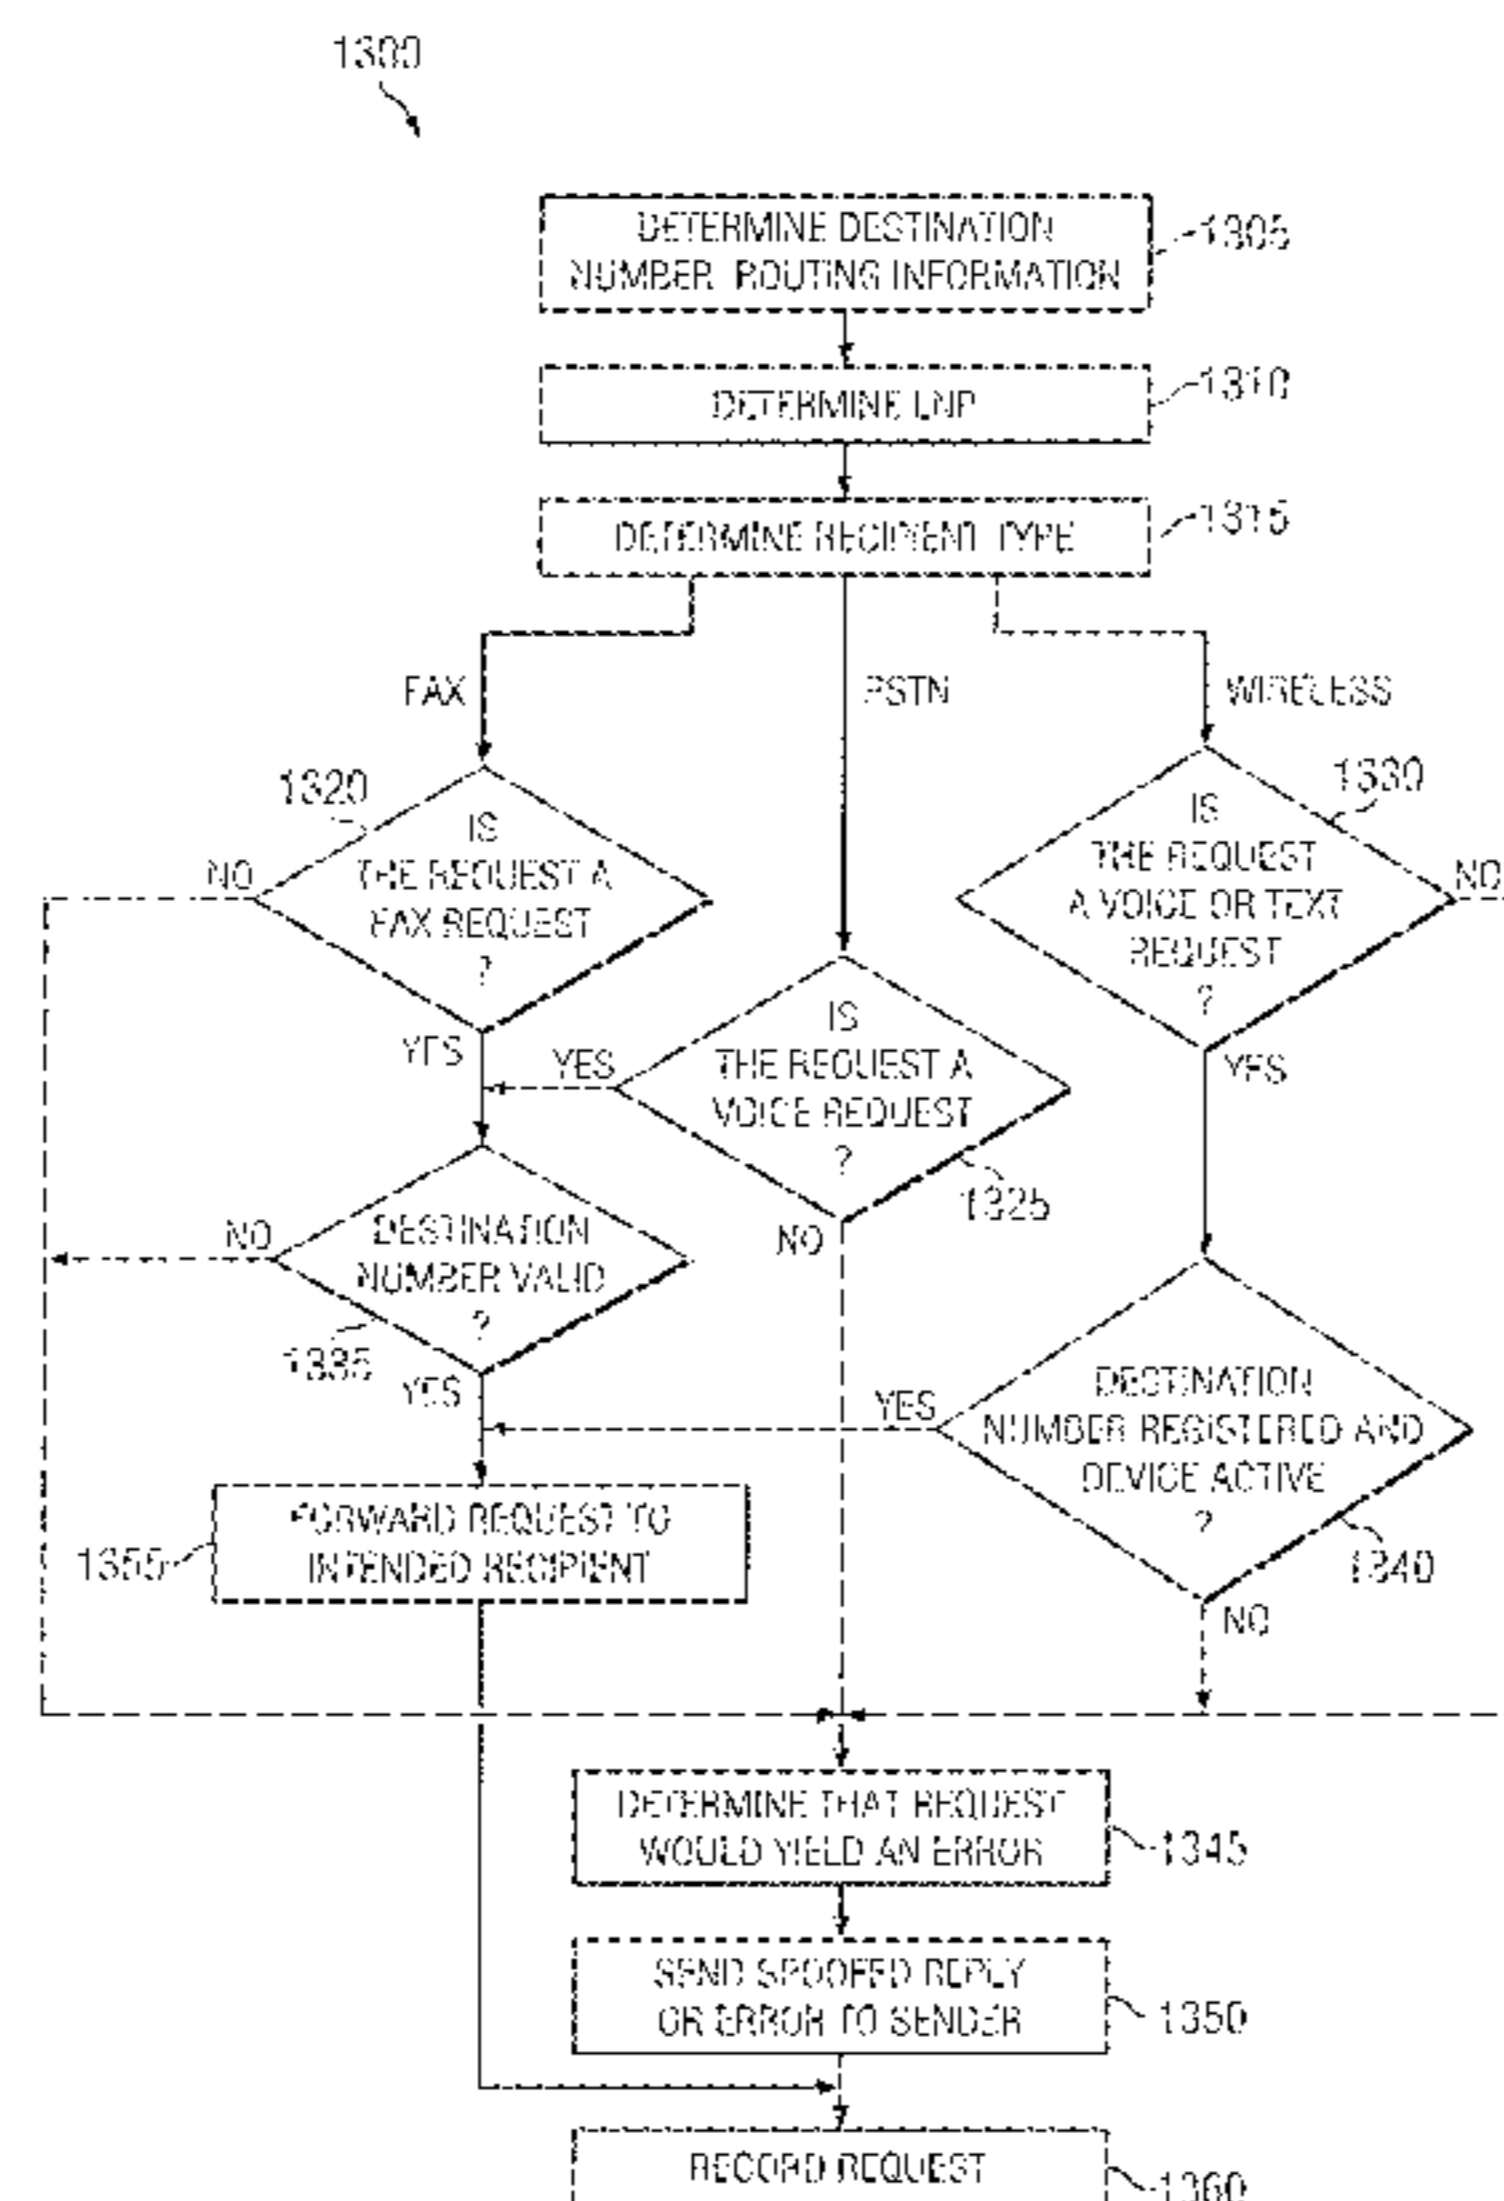 1300
DETERMINE DESTINATION
NUMBER ROUTING INFORMATION
1305
DETERMINE LNP
1310
DETERMINE RECIPIENT TYPE
1315
FAX
PSTN
WIRELESS
1320
IS
THE REQUEST A
FAX REQUEST
?
NO
YES
1330
IS
THE REQUEST
A VOICE OR TEXT
REQUEST
?
NO
YES
IS
THE REQUEST A
VOICE REQUEST
?
YES
1325
NO
DESTINATION
NUMBER VALID
?
NO
1335
YES
DESTINATION
NUMBER REGISTERED AND
DEVICE ACTIVE
?
YES
1340
NO
FORWARD REQUEST TO
INTENDED RECIPIENT
1355
DETERMINE THAT REQUEST
WOULD YIELD AN ERROR
1345
SEND SPOOFED REPLY
OR ERROR TO SENDER
1350
RECORD REQUEST
1360